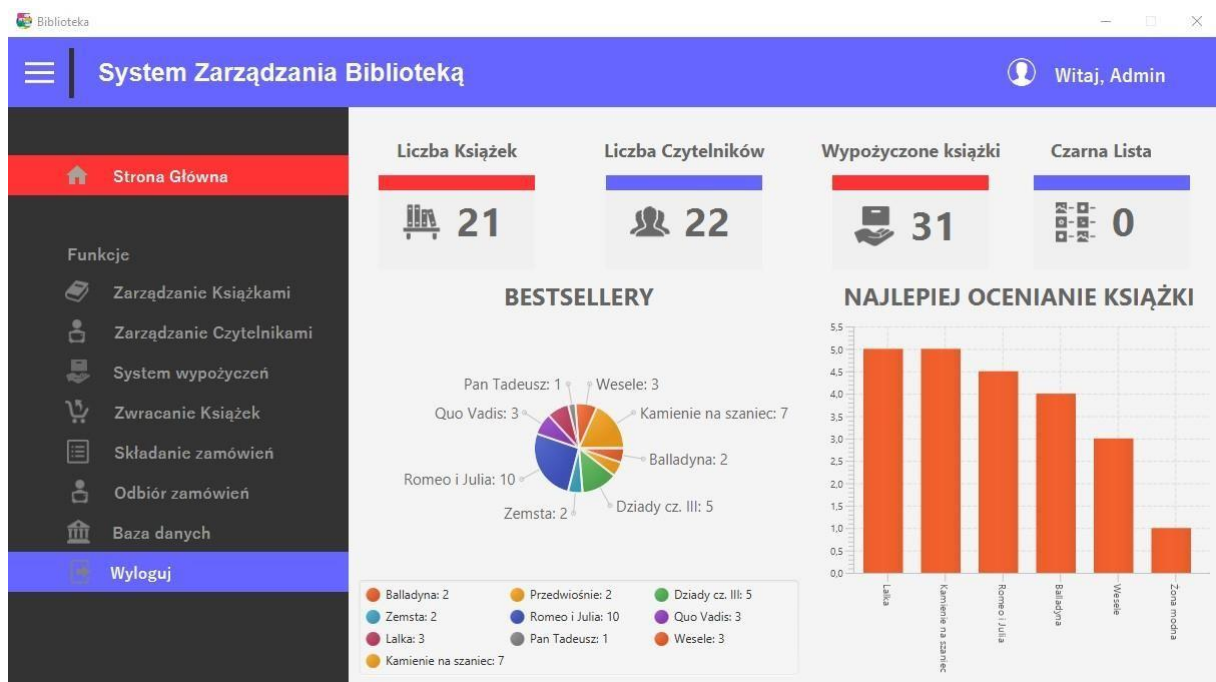 Biblioteka
System Zarządzania Biblioteką
Witaj, Admin
Strona Główna
Funkcje
Zarządzanie Książkami
Zarządzanie Czytelnikami
System wypożyczeń
Zwracanie Książek
Składanie zamówień
Odbiór zamówień
Baza danych
Wyloguj
Liczba Książek
21
Liczba Czytelników
22
Wypożyczone książki
31
Czarna Lista
0
BESTSELLERY
Pan Tadeusz: 1
Wesele: 3
Quo Vadis: 3
Kamienie na szaniec: 7
Balladyna: 2
Romeo i Julia: 10
Zemsta: 2
Dziady cz. III: 5
Balladyna: 2
Przedwiośnie: 2
Dziady cz. III: 5
Zemsta: 2
Romeo i Julia: 10
Quo Vadis: 3
Lalka: 3
Pan Tadeusz: 1
Wesele: 3
Kamienie na szaniec: 7
NAJLEPIEJ OCENIANIE KSIĄŻKI
5,5
5,0
4,5
4,0
3,5
3,0
2,5
2,0
1,5
1,0
0,5
0,0
Lalka
Kamienie na szaniec
Romeo i Julia
Balladyna
Wesele
Żona modna